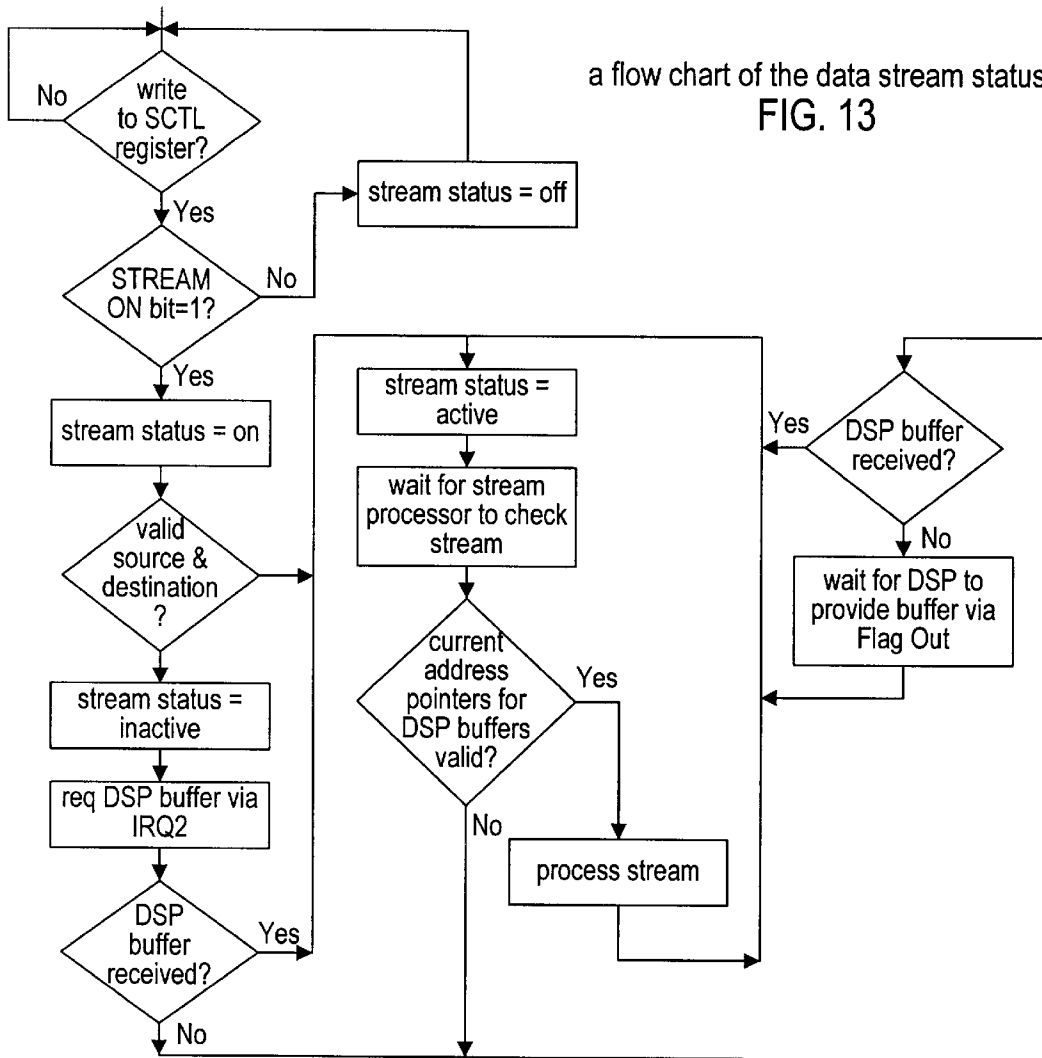 a flow chart of the data stream status
FIG. 13
write
to SCTL
register?
No
Yes
stream status = off
STREAM
ON bit=1?
No
Yes
stream status = on
valid
source &
destination
?
stream status =
inactive
req DSP buffer via
IRQ2
DSP
buffer
received?
Yes
No
stream status =
active
wait for stream
processor to check
stream
current
address
pointers for
DSP buffers
valid?
Yes
No
process stream
DSP buffer
received?
Yes
No
wait for DSP to
provide buffer via
Flag Out